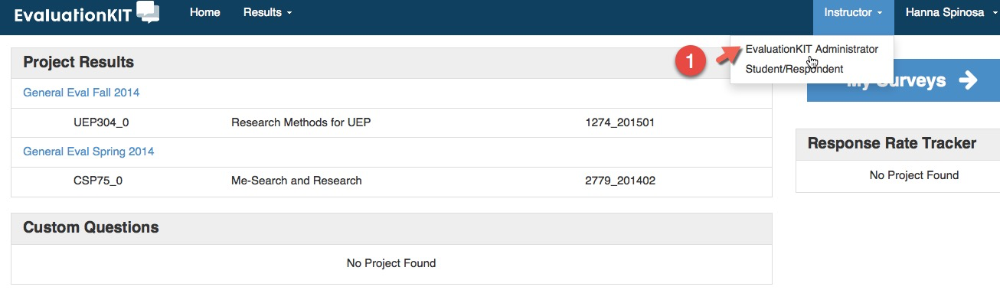 EvaluationKIT Home Results Instructor Hanna Spinosa
EvaluationKIT Administrator
Student/Respondent
1
Project Results
General Eval Fall 2014
UEP304_0 Research Methods for UEP 1274_201501
General Eval Spring 2014
CSP75_0 Me-Search and Research 2779_201402
Custom Questions
No Project Found
My Surveys
Response Rate Tracker
No Project Found